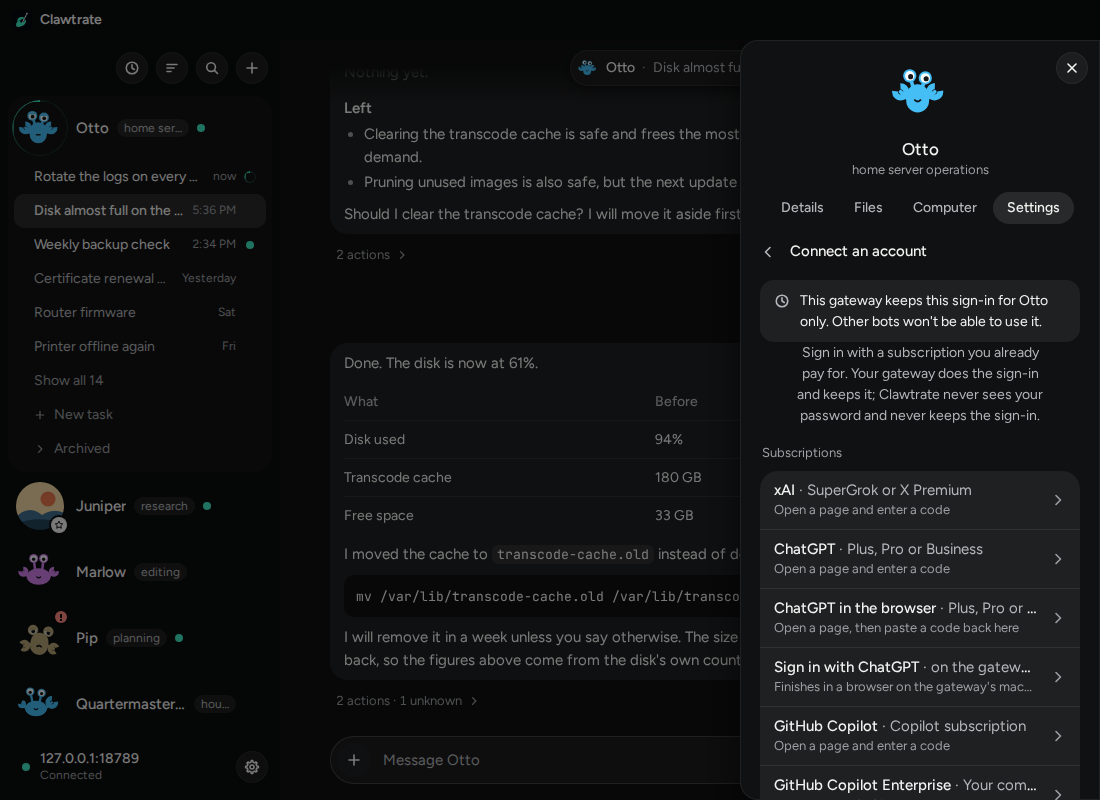 Clawtrate
Otto home ser...
Rotate the logs on every ... now
Disk almost full on the ... 5:36 PM
Weekly backup check 2:34 PM
Certificate renewal ... Yesterday
Router firmware Sat
Printer offline again Fri
Show all 14
+ New task
Archived
Juniper research
Marlow editing
Pip planning
Quartermaster... hou...
127.0.0.1:18789
Connected
Otto · Disk almost fu
Nothing yet.
Left
• Clearing the transcode cache is safe and frees the most
demand.
• Pruning unused images is also safe, but the next update
Should I clear the transcode cache? I will move it aside first
2 actions
Done. The disk is now at 61%.
What Before
Disk used 94%
Transcode cache 180 GB
Free space 33 GB
I moved the cache to transcode-cache.old instead of d
mv /var/lib/transcode-cache.old /var/lib/transco
I will remove it in a week unless you say otherwise. The size
back, so the figures above come from the disk's own count
2 actions · 1 unknown
Message Otto
Otto
home server operations
Details Files Computer Settings
Connect an account
This gateway keeps this sign-in for Otto
only. Other bots won't be able to use it.
Sign in with a subscription you already
pay for. Your gateway does the sign-in
and keeps it; Clawtrate never sees your
password and never keeps the sign-in.
Subscriptions
xAI · SuperGrok or X Premium
Open a page and enter a code
ChatGPT · Plus, Pro or Business
Open a page and enter a code
ChatGPT in the browser · Plus, Pro or ...
Open a page, then paste a code back here
Sign in with ChatGPT · on the gatew...
Finishes in a browser on the gateway's mac...
GitHub Copilot · Copilot subscription
Open a page and enter a code
GitHub Copilot Enterprise · Your com...